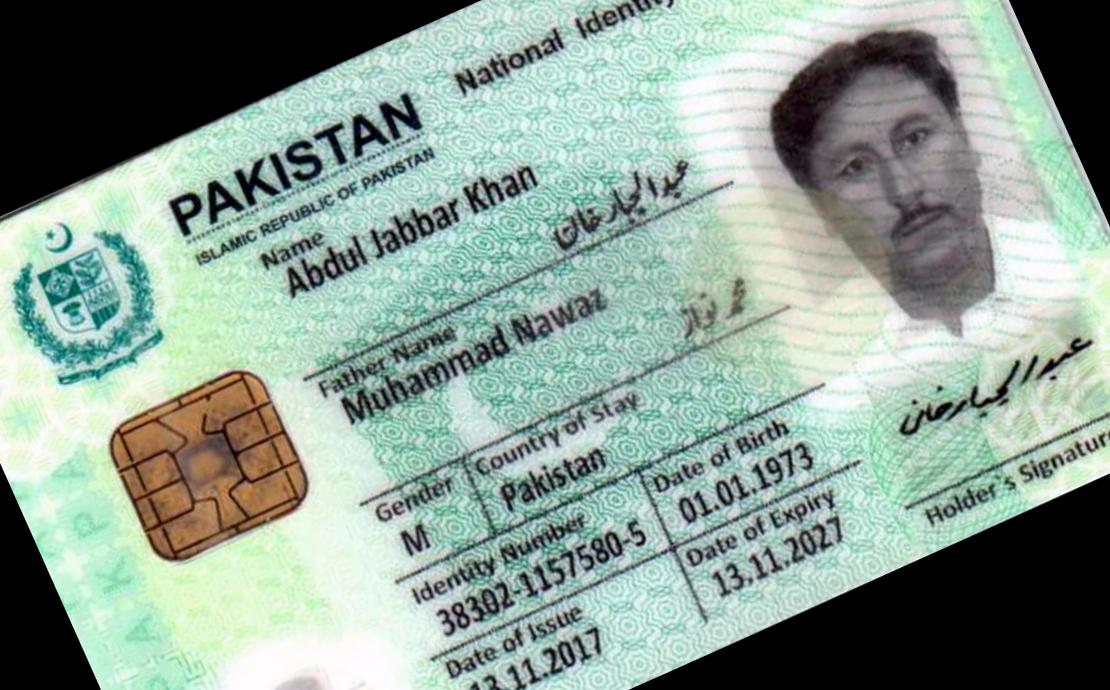 National Identity
PAKISTAN
ISLAMIC REPUBLIC OF PAKISTAN
Name
Abdul Jabbar Khan
عبدالجبار خان
Father Name
Muhammad Nawaz
محمد نواز
Gender
M
Country of Stay
Pakistan
Identity Number
38302-1157580-5
Date of Birth
01.01.1973
Date of Issue
13.11.2017
Date of Expiry
13.11.2027
عبدالجبار خان
Holder's Signature